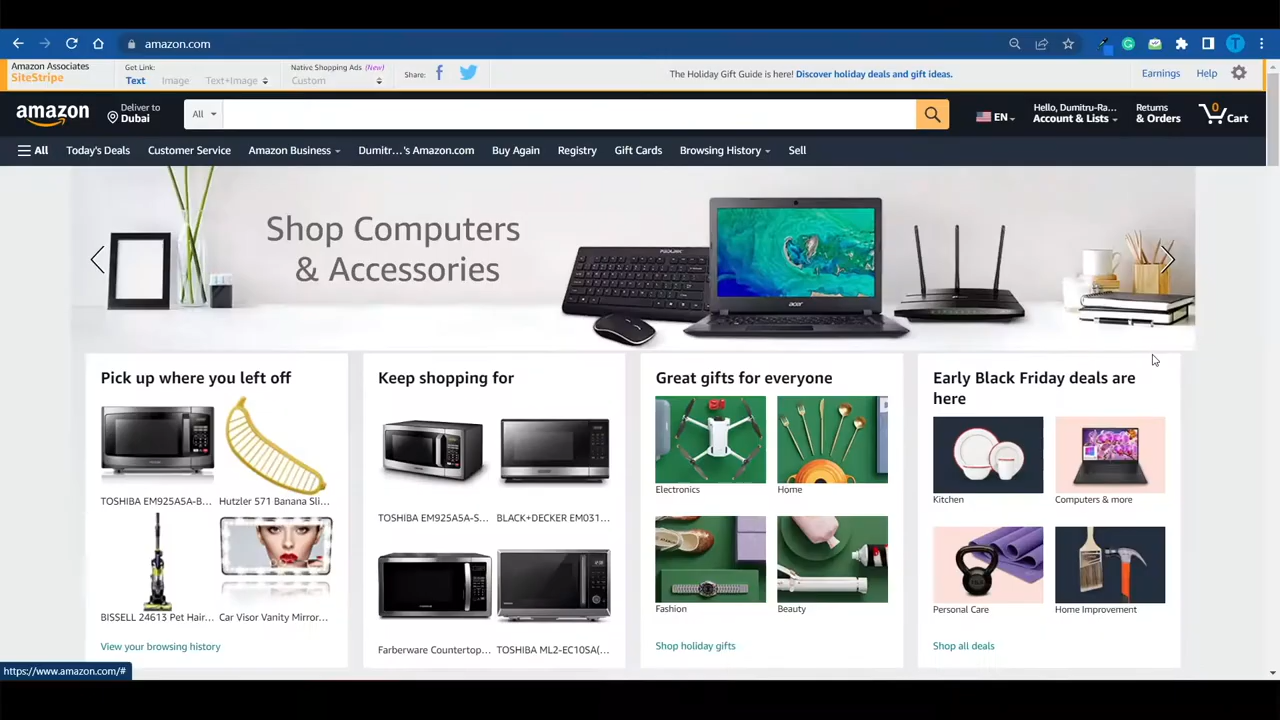 amazon.com
T
Amazon Associates
SiteStripe
Get Link:
Text Image Text+Image
Native Shopping Ads (New)
Custom
Share:
The Holiday Gift Guide is here! Discover holiday deals and gift ideas.
Earnings Help
amazon
Deliver to
Dubai
All
EN
Hello, Dumitru-Ra...
Account & Lists
Returns
& Orders
0
Cart
All Today's Deals Customer Service Amazon Business Dumitr...'s Amazon.com Buy Again Registry Gift Cards Browsing History Sell
Shop Computers
& Accessories
acer
Pick up where you left off
TOSHIBA EM925A5A-B... Hutzler 571 Banana Sli...
BISSELL 24613 Pet Hair... Car Visor Vanity Mirror...
View your browsing history
Keep shopping for
TOSHIBA EM925A5A-S... BLACK+DECKER EM031...
Farberware Countertop... TOSHIBA ML2-EC10SA(...
Great gifts for everyone
Electronics Home
Fashion Beauty
Shop holiday gifts
Early Black Friday deals are
here
Kitchen Computers & more
Personal Care Home Improvement
Shop all deals
https://www.amazon.com/#